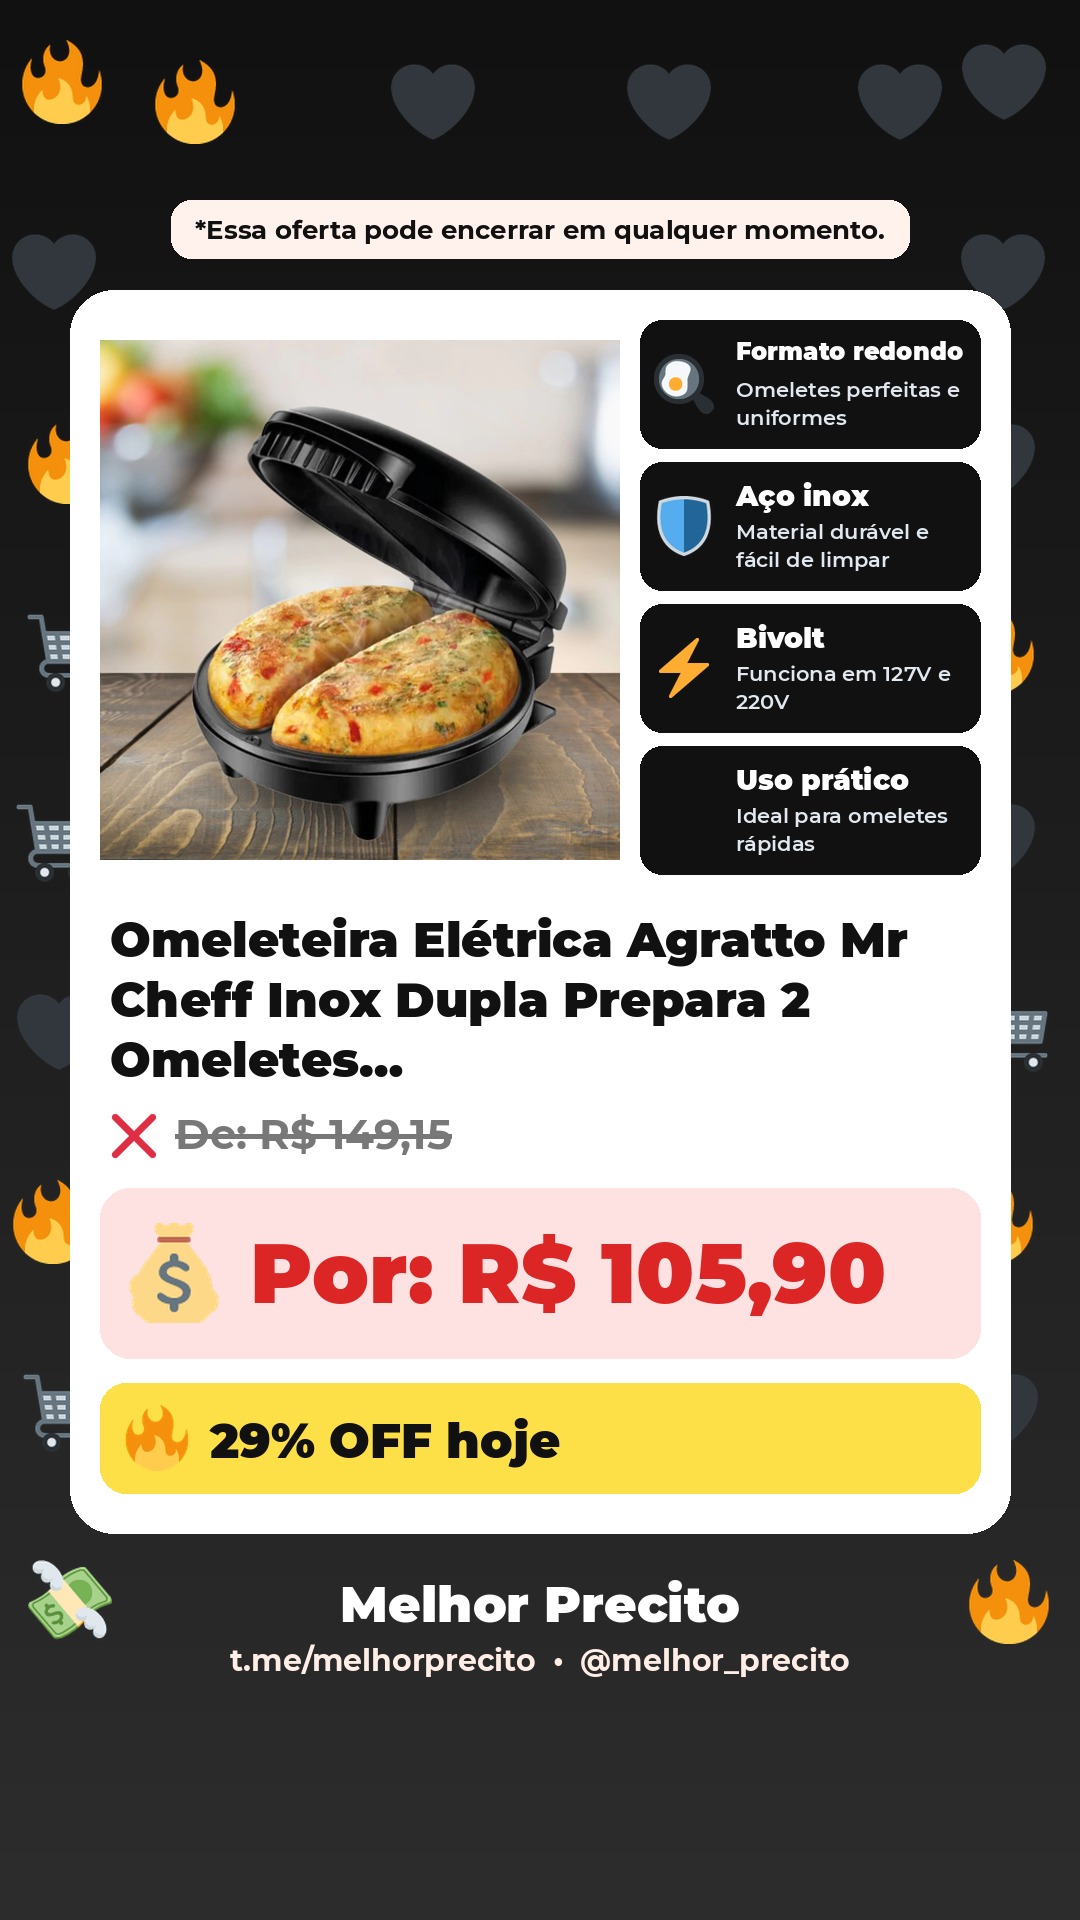 *Essa oferta pode encerrar em qualquer momento.
Formato redondo
Omeletes perfeitas e
uniformes
Aço inox
Material durável e
fácil de limpar
Bivolt
Funciona em 127V e
220V
Uso prático
Ideal para omeletes
rápidas
Omeleteira Elétrica Agratto Mr
Cheff Inox Dupla Prepara 2
Omeletes...
De: R$ 149,15
Por: R$ 105,90
29% OFF hoje
Melhor Precito
t.me/melhorprecito • @melhor_precito